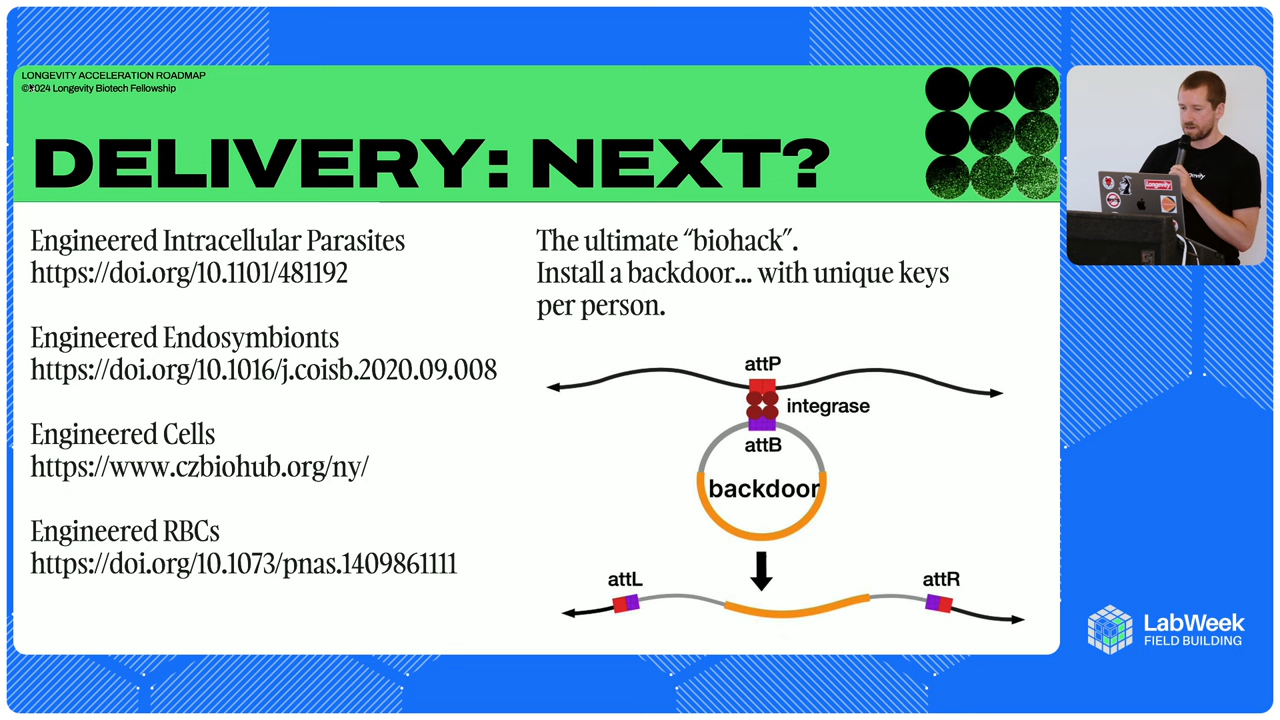 LONGEVITY ACCELERATION ROADMAP
©2024 Longevity Biotech Fellowship
DELIVERY: NEXT?
Engineered Intracellular Parasites
https://doi.org/10.1101/481192
Engineered Endosymbionts
https://doi.org/10.1016/j.coisb.2020.09.008
Engineered Cells
https://www.czbiohub.org/ny/
Engineered RBCs
https://doi.org/10.1073/pnas.1409861111
The ultimate “biohack”.
Install a backdoor... with unique keys
per person.
attP
integrase
attB
backdoor
attL
attR
Longevity
LabWeek
FIELD BUILDING